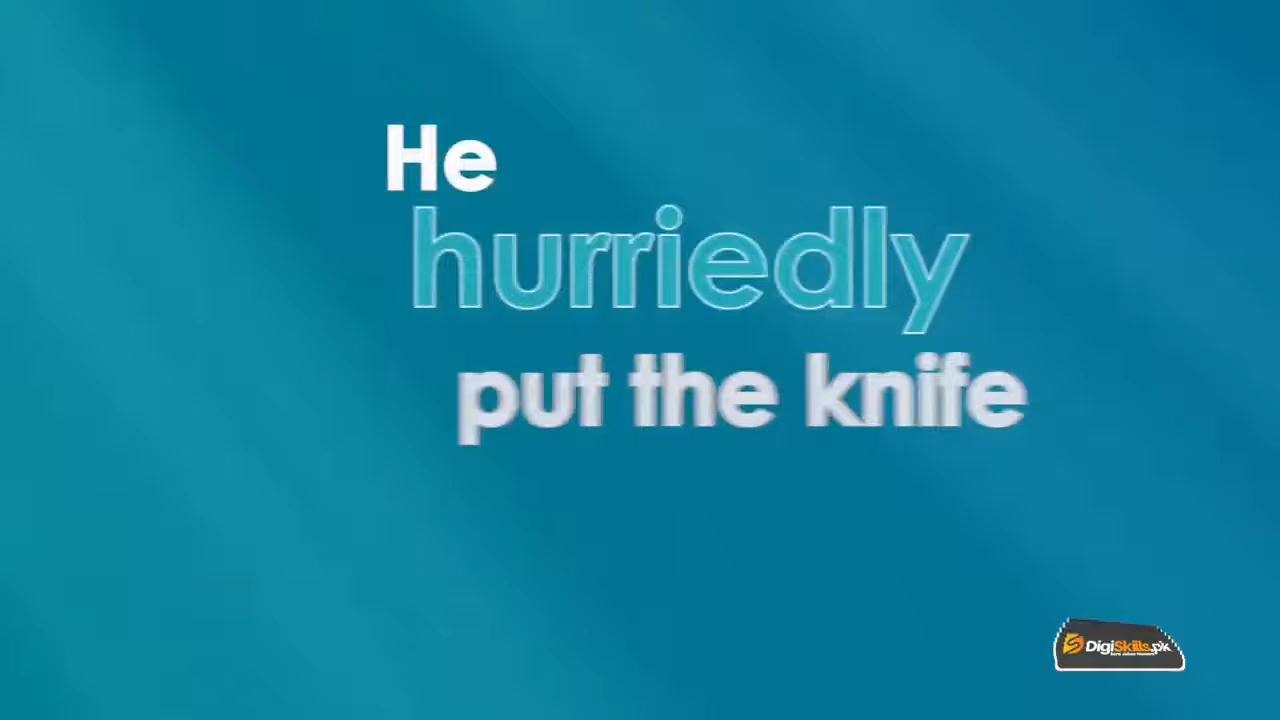 He
hurriedly
put the knife
DigiSkills.pk